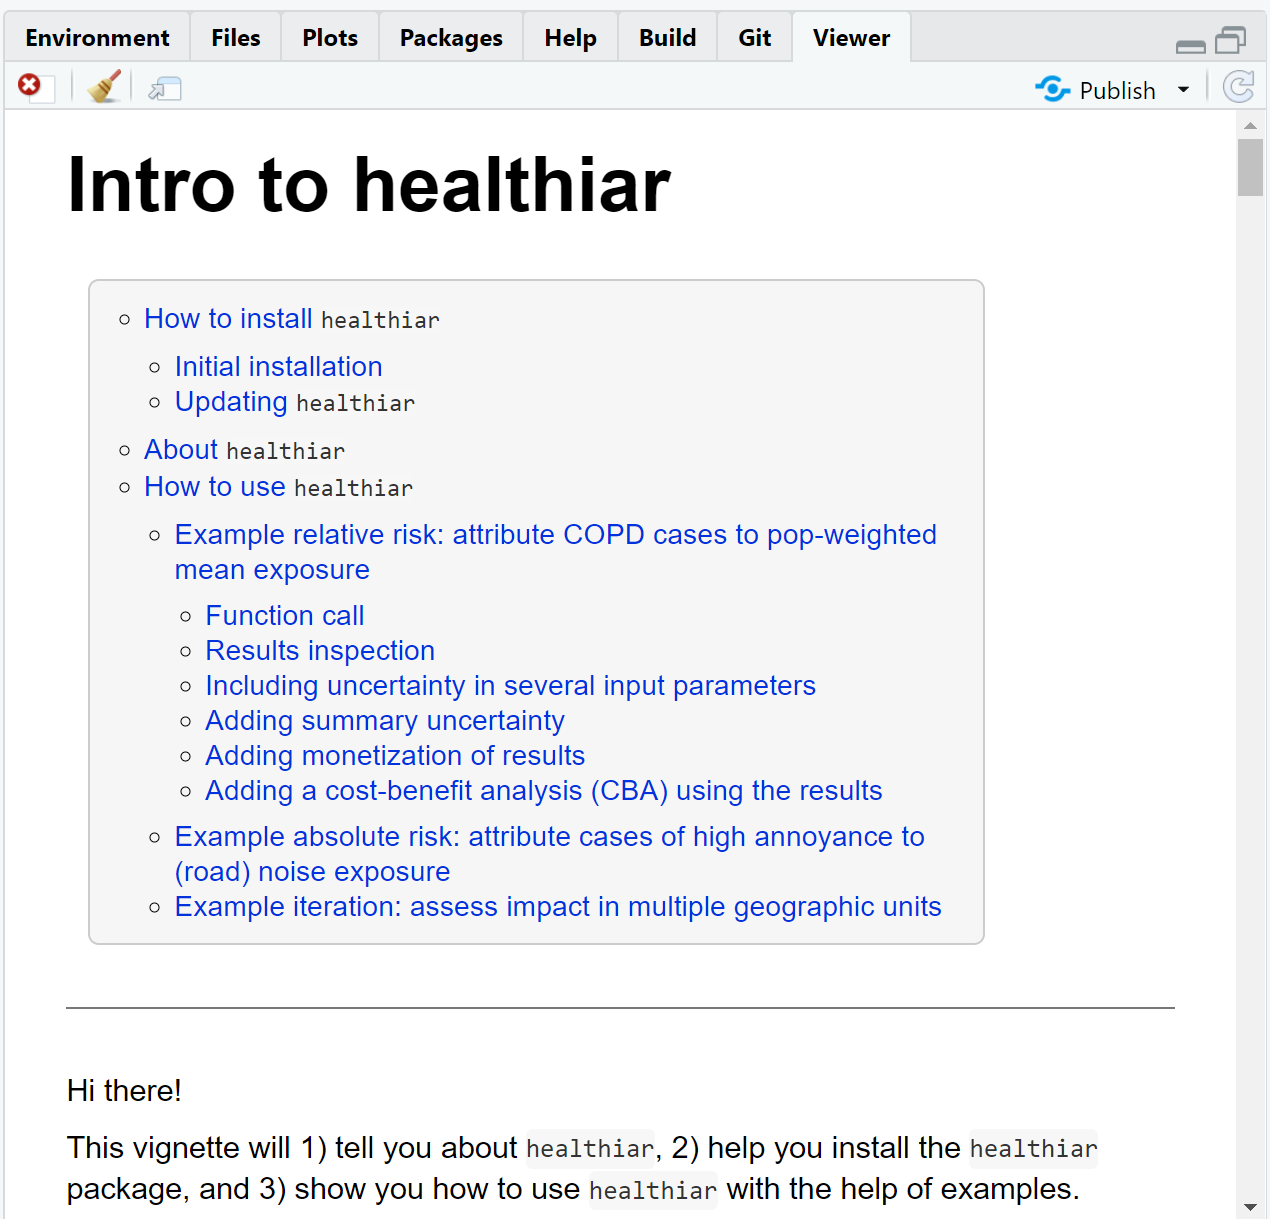 Environment Files Plots Packages Help Build Git Viewer
Publish
Intro to healthiar
How to install healthiar
Initial installation
Updating healthiar
About healthiar
How to use healthiar
Example relative risk: attribute COPD cases to pop-weighted
mean exposure
Function call
Results inspection
Including uncertainty in several input parameters
Adding summary uncertainty
Adding monetization of results
Adding a cost-benefit analysis (CBA) using the results
Example absolute risk: attribute cases of high annoyance to
(road) noise exposure
Example iteration: assess impact in multiple geographic units
Hi there!
This vignette will 1) tell you about healthiar, 2) help you install the healthiar
package, and 3) show you how to use healthiar with the help of examples.